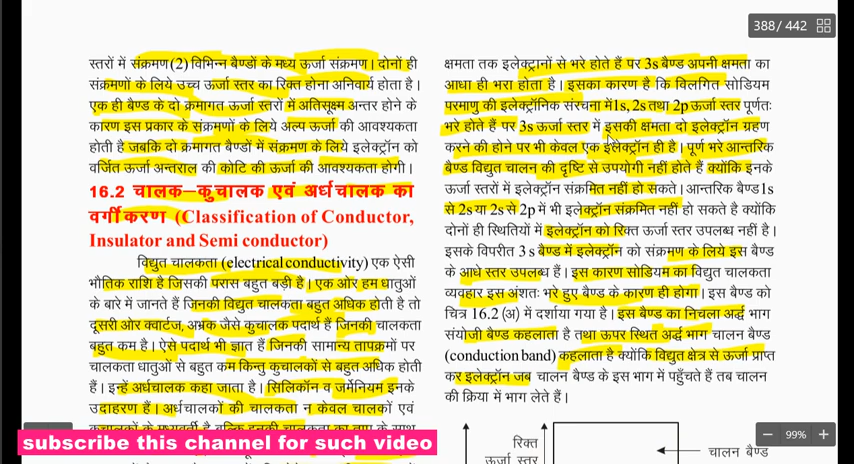 388 / 442
स्तरों में संक्रमण(2) विभिन्न बैण्डों के मध्य ऊर्जा संक्रमण। दोनों ही
संक्रमणों के लिये उच्च ऊर्जा स्तर का रिक्त होना अनिवार्य होता है।
एक ही बैण्ड के दो क्रमागत ऊर्जा स्तरों में अतिसूक्ष्म अन्तर होने के
कारण इस प्रकार के संक्रमणों के लिये अल्प ऊर्जा की आवश्यकता
होती है जबकि दो क्रमागत बैण्डों में संक्रमण के लिये इलेक्ट्रॉन को
वर्जित ऊर्जा अन्तराल की कोटि की ऊर्जा की आवश्यकता होगी।
16.2 चालक–कुचालक एवं अर्धचालक का
वर्गीकरण (Classification of Conductor,
Insulator and Semi conductor)
विद्युत चालकता (electrical conductivity) एक ऐसी
भौतिक राशि है जिसकी परास बहुत बड़ी है। एक ओर हम धातुओं
के बारे में जानते हैं जिनकी विद्युत चालकता बहुत अधिक होती है तो
दूसरी ओर क्वार्टज, अभ्रक जैसे कुचालक पदार्थ हैं जिनकी चालकता
बहुत कम है। ऐसे पदार्थ भी ज्ञात हैं जिनकी सामान्य तापक्रमों पर
चालकता धातुओं से बहुत कम किन्तु कुचालकों से बहुत अधिक होती
हैं। इन्हें अर्धचालक कहा जाता है। सिलिकॉन व जर्मेनियम इनके
उदाहरण हैं। अर्धचालकों की चालकता न केवल चालकों एवं
कुचालकों के मध्यवर्ती है बल्कि इनकी चालकता का ताप के साथ
subscribe this channel for such video
क्षमता तक इलेक्ट्रानों से भरे होते हैं पर 3s बैण्ड अपनी क्षमता का
आधा ही भरा होता है। इसका कारण है कि विलगित सोडियम
परमाणु की इलेक्ट्रॉनिक संरचना में 1s, 2s तथा 2p ऊर्जा स्तर पूर्णतः
भरे होते हैं पर 3s ऊर्जा स्तर में इसकी क्षमता दो इलेक्ट्रॉन ग्रहण
करने की होने पर भी केवल एक इलेक्ट्रॉन ही है। पूर्ण भरे आन्तरिक
बैण्ड विद्युत चालन की दृष्टि से उपयोगी नहीं होते हैं क्योंकि इनके
ऊर्जा स्तरों में इलेक्ट्रॉन संक्रमित नहीं हो सकते। आन्तरिक बैण्ड 1s
से 2s या 2s से 2p में भी इलेक्ट्रॉन संक्रमित नहीं हो सकते है क्योंकि
दोनों ही स्थितियों में इलेक्ट्रॉन को रिक्त ऊर्जा स्तर उपलब्ध नहीं है।
इसके विपरीत 3 s बैण्ड में इलेक्ट्रॉन को संक्रमण के लिये इस बैण्ड
के आधे स्तर उपलब्ध हैं। इस कारण सोडियम का विद्युत चालकता
व्यवहार इस अंशतः भरे हुए बैण्ड के कारण ही होगा। इस बैण्ड को
चित्र 16.2 (अ) में दर्शाया गया है। इस बैण्ड का निचला अर्द्ध भाग
संयोजी बैण्ड कहलाता है तथा ऊपर स्थित अर्द्ध भाग चालन बैण्ड
(conduction band) कहलाता है क्योंकि विद्युत क्षेत्र से ऊर्जा प्राप्त
कर इलेक्ट्रॉन जब चालन बैण्ड के इस भाग में पहुँचते हैं तब चालन
की क्रिया में भाग लेते हैं।
रिक्त
ऊर्जा स्तर
चालन बैण्ड
99%